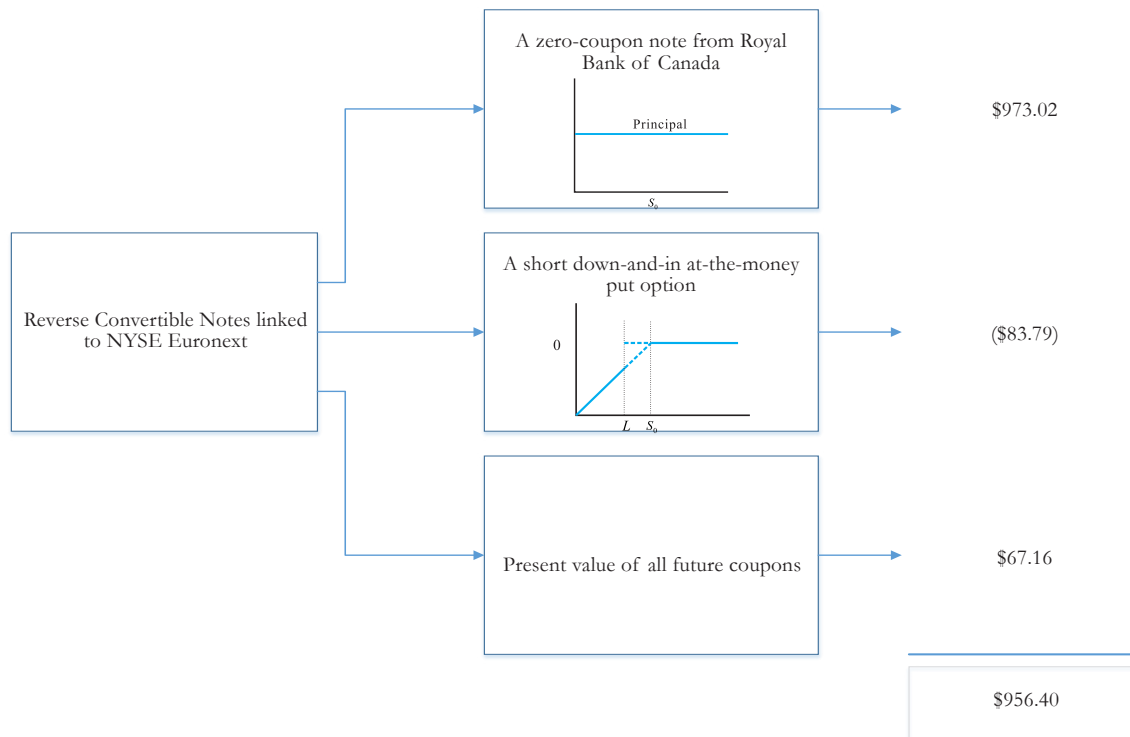 A zero-coupon note from Royal
Bank of Canada
Principal
S₀
$973.02
Reverse Convertible Notes linked
to NYSE Euronext
A short down-and-in at-the-money
put option
0
L S₀
($83.79)
Present value of all future coupons
$67.16
$956.40